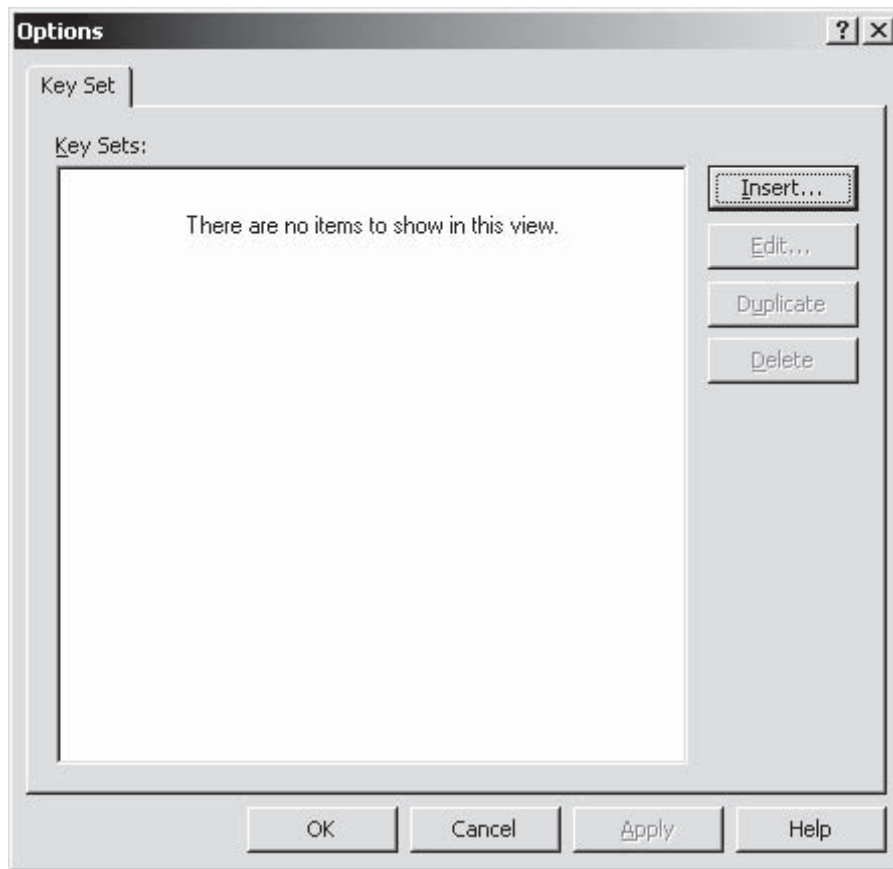 Options
Key Set
Key Sets:
There are no items to show in this view.
Insert...
Edit...
Duplicate
Delete
OK Cancel Apply Help